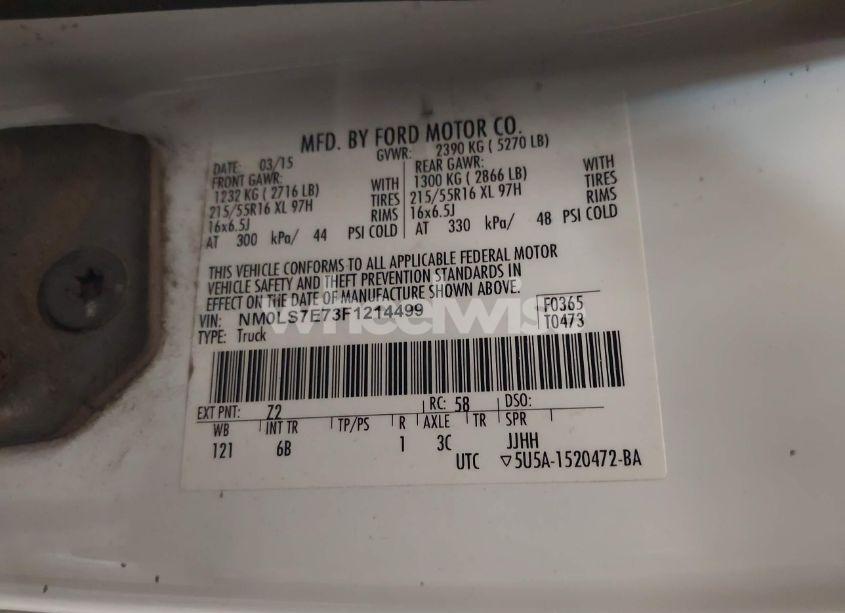 MFD. BY FORD MOTOR CO.
DATE: 03/15 GVWR: 2390 KG ( 5270 LB)
FRONT GAWR: REAR GAWR: WITH
1232 KG ( 2716 LB) WITH 1300 KG ( 2866 LB) TIRES
215/55R16 XL 97H TIRES 215/55R16 XL 97H RIMS
16x6.5J RIMS 16x6.5J
AT 300 kPa/ 44 PSI COLD AT 330 kPa/ 48 PSI COLD
THIS VEHICLE CONFORMS TO ALL APPLICABLE FEDERAL MOTOR
VEHICLE SAFETY AND THEFT PREVENTION STANDARDS IN
EFFECT ON THE DATE OF MANUFACTURE SHOWN ABOVE.
VIN: NM0LS7E73F1214499 F0365
TYPE: Truck T0473
wheelwise
EXT PNT: Z2 RC: 58 DSO:
WB INT TR TP/PS R AXLE TR SPR
121 6B 1 3C JJHH
UTC ▽5U5A-1520472-BA